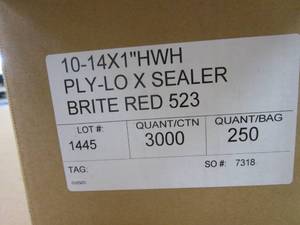 10-14X1"HWH
PLY-LO X SEALER
BRITE RED 523
LOT #: QUANT/CTN QUANT/BAG
1445 3000 250
TAG: SO #: 7318